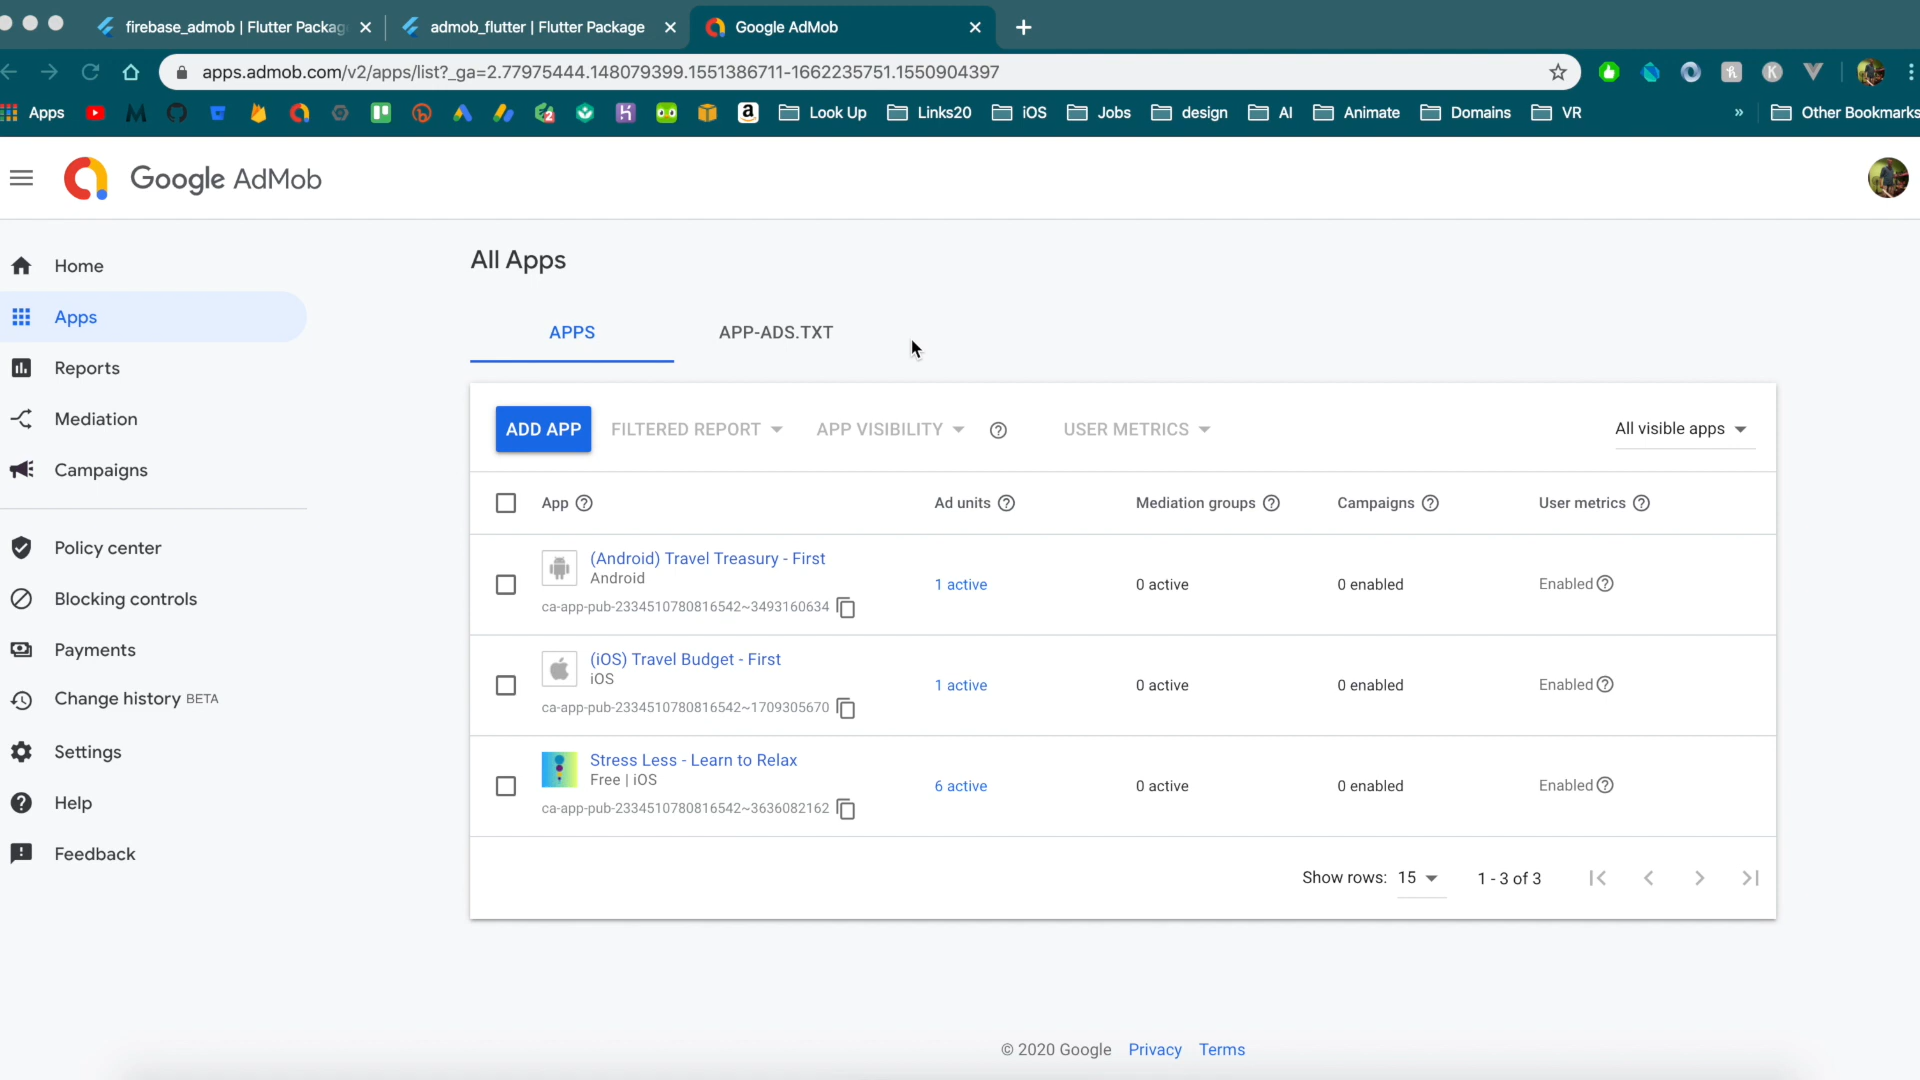 firebase_admob | Flutter Packag
admob_flutter | Flutter Package
Google AdMob
apps.admob.com/v2/apps/list?_ga=2.77975444.148079399.1551386711-1662235751.1550904397
Apps
Look Up
Links20
iOS
Jobs
design
AI
Animate
Domains
VR
»
Other Bookmarks
Google AdMob
Home
Apps
Reports
Mediation
Campaigns
Policy center
Blocking controls
Payments
Change history BETA
Settings
Help
Feedback
All Apps
APPS
APP-ADS.TXT
ADD APP
FILTERED REPORT
APP VISIBILITY
USER METRICS
All visible apps
App
Ad units
Mediation groups
Campaigns
User metrics
(Android) Travel Treasury - First
Android
ca-app-pub-2334510780816542~3493160634
1 active
0 active
0 enabled
Enabled
(iOS) Travel Budget - First
iOS
ca-app-pub-2334510780816542~1709305670
1 active
0 active
0 enabled
Enabled
Stress Less - Learn to Relax
Free | iOS
ca-app-pub-2334510780816542~3636082162
6 active
0 active
0 enabled
Enabled
Show rows: 15
1 - 3 of 3
© 2020 Google Privacy Terms